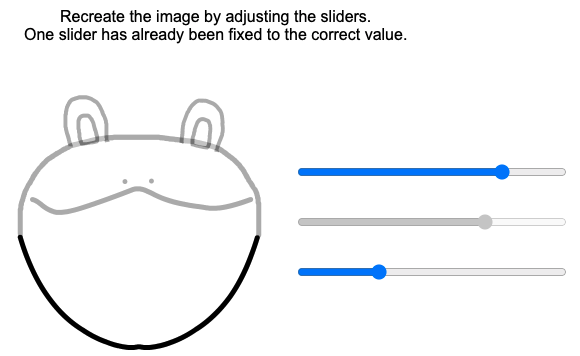 Recreate the image by adjusting the sliders.
One slider has already been fixed to the correct value.